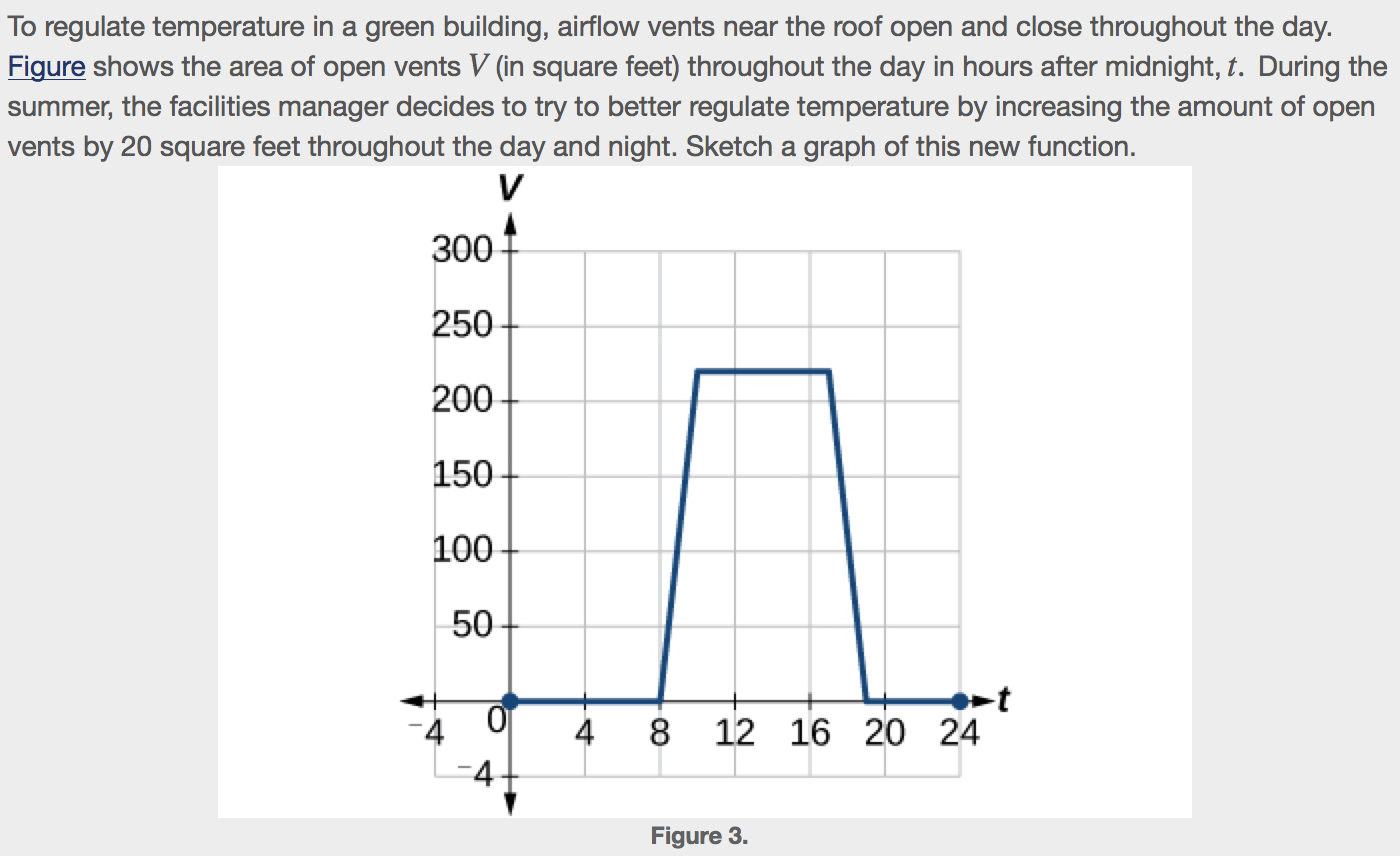 To regulate temperature in a green building, airflow vents near the roof open and close throughout the day.
Figure shows the area of open vents V (in square feet) throughout the day in hours after midnight, t. During the
summer, the facilities manager decides to try to better regulate temperature by increasing the amount of open
vents by 20 square feet throughout the day and night. Sketch a graph of this new function.
V
300
250
200
150
100
50
t
−4 0 4 8 12 16 20 24
−4
Figure 3.